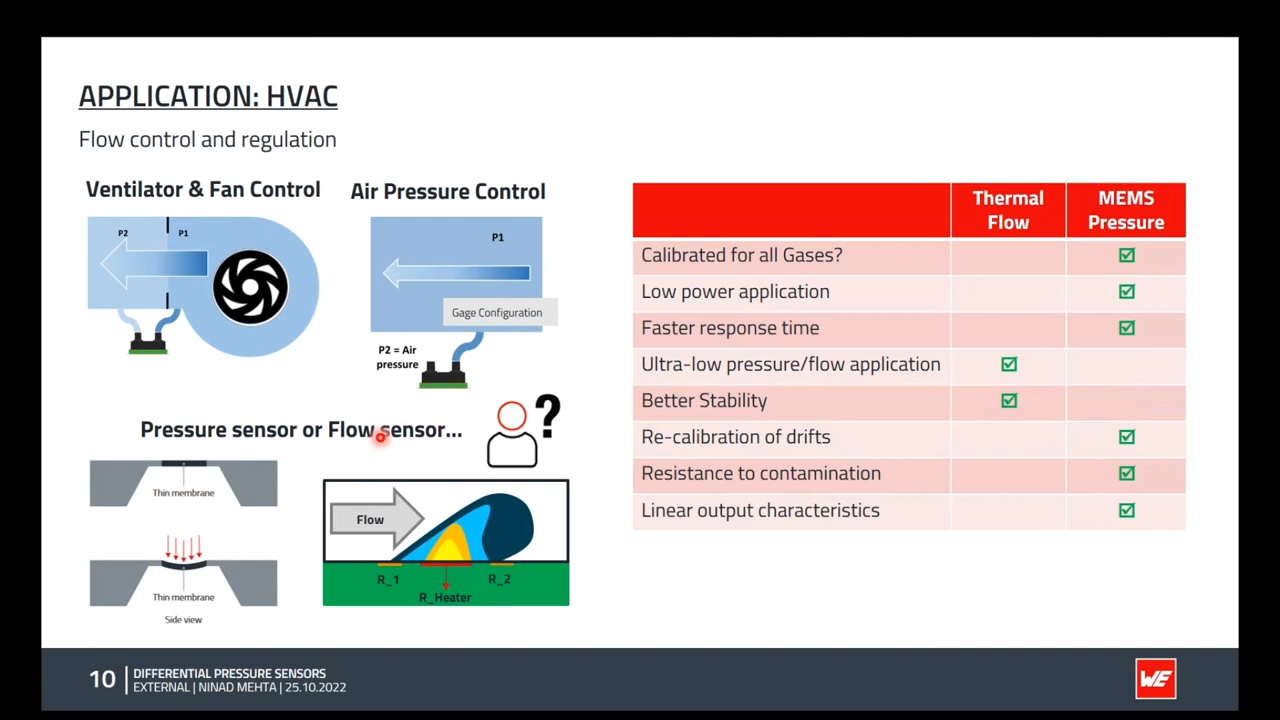 APPLICATION: HVAC
Flow control and regulation
Ventilator & Fan Control
P2
P1
Air Pressure Control
P1
Gage Configuration
P2 = Air
pressure
Pressure sensor or Flow sensor...
?
Thin membrane
Thin membrane
Side view
Flow
R_1
R_Heater
R_2
Thermal
Flow
MEMS
Pressure
Calibrated for all Gases?
Low power application
Faster response time
Ultra-low pressure/flow application
Better Stability
Re-calibration of drifts
Resistance to contamination
Linear output characteristics
10
DIFFERENTIAL PRESSURE SENSORS
EXTERNAL | NINAD MEHTA | 25.10.2022
WE